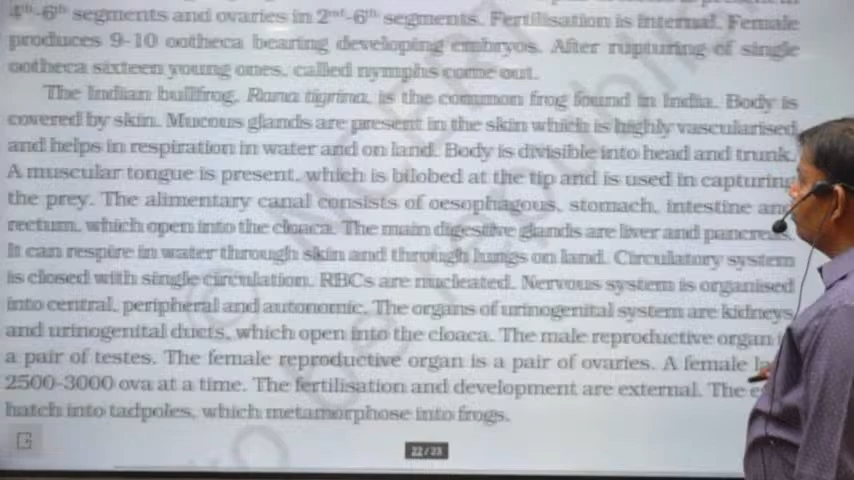 4th-6th segments and ovaries in 2nd-6th segments. Fertilisation is internal. Female
produces 9-10 ootheca bearing developing embryos. After rupturing of single
ootheca sixteen young ones, called nymphs come out.
The Indian bullfrog, Rana tigrina, is the common frog found in India. Body is
covered by skin. Mucous glands are present in the skin which is highly vascularised
and helps in respiration in water and on land. Body is divisible into head and trunk.
A muscular tongue is present, which is bilobed at the tip and is used in capturing
the prey. The alimentary canal consists of oesophagous, stomach, intestine and
rectum, which open into the cloaca. The main digestive glands are liver and pancreas.
It can respire in water through skin and through lungs on land. Circulatory system
is closed with single circulation. RBCs are nucleated. Nervous system is organised
into central, peripheral and autonomic. The organs of urinogenital system are kidneys
and urinogenital ducts, which open into the cloaca. The male reproductive organ
a pair of testes. The female reproductive organ is a pair of ovaries. A female
2500-3000 ova at a time. The fertilisation and development are external. The
hatch into tadpoles, which metamorphose into frogs.
22/23